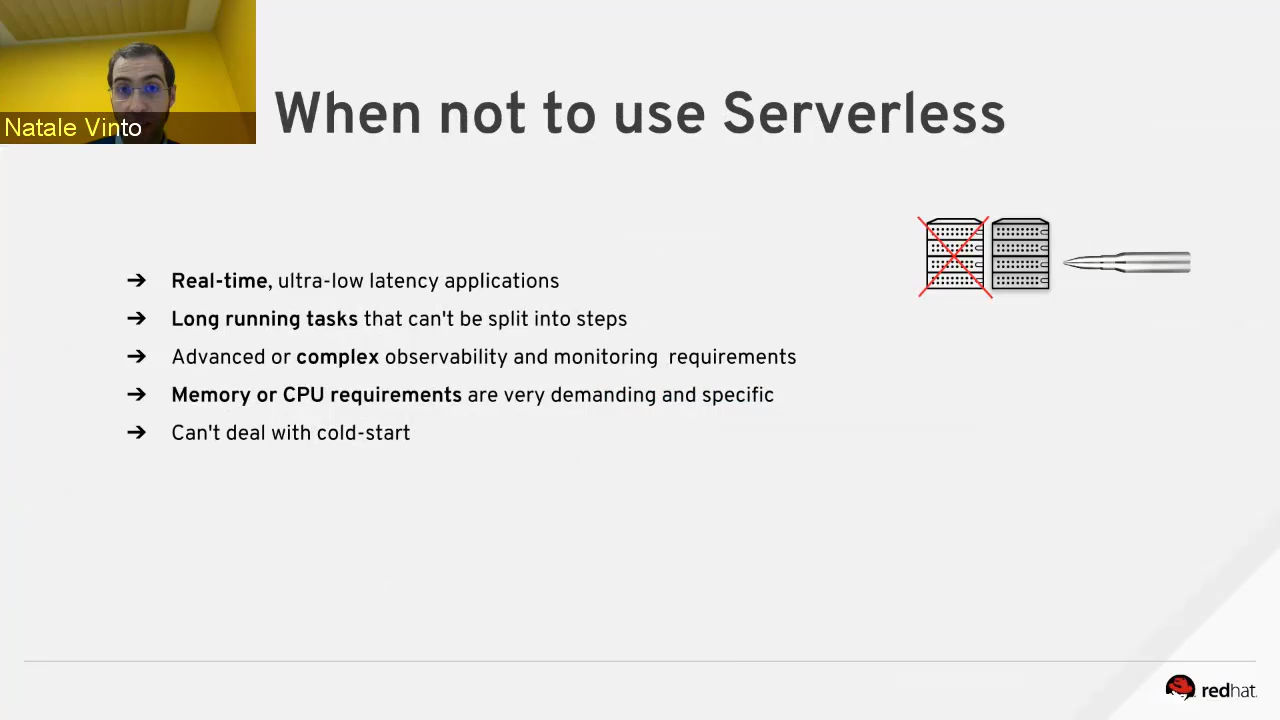 Natale Vinto
When not to use Serverless
➔ Real-time, ultra-low latency applications
➔ Long running tasks that can't be split into steps
➔ Advanced or complex observability and monitoring requirements
➔ Memory or CPU requirements are very demanding and specific
➔ Can't deal with cold-start
redhat.